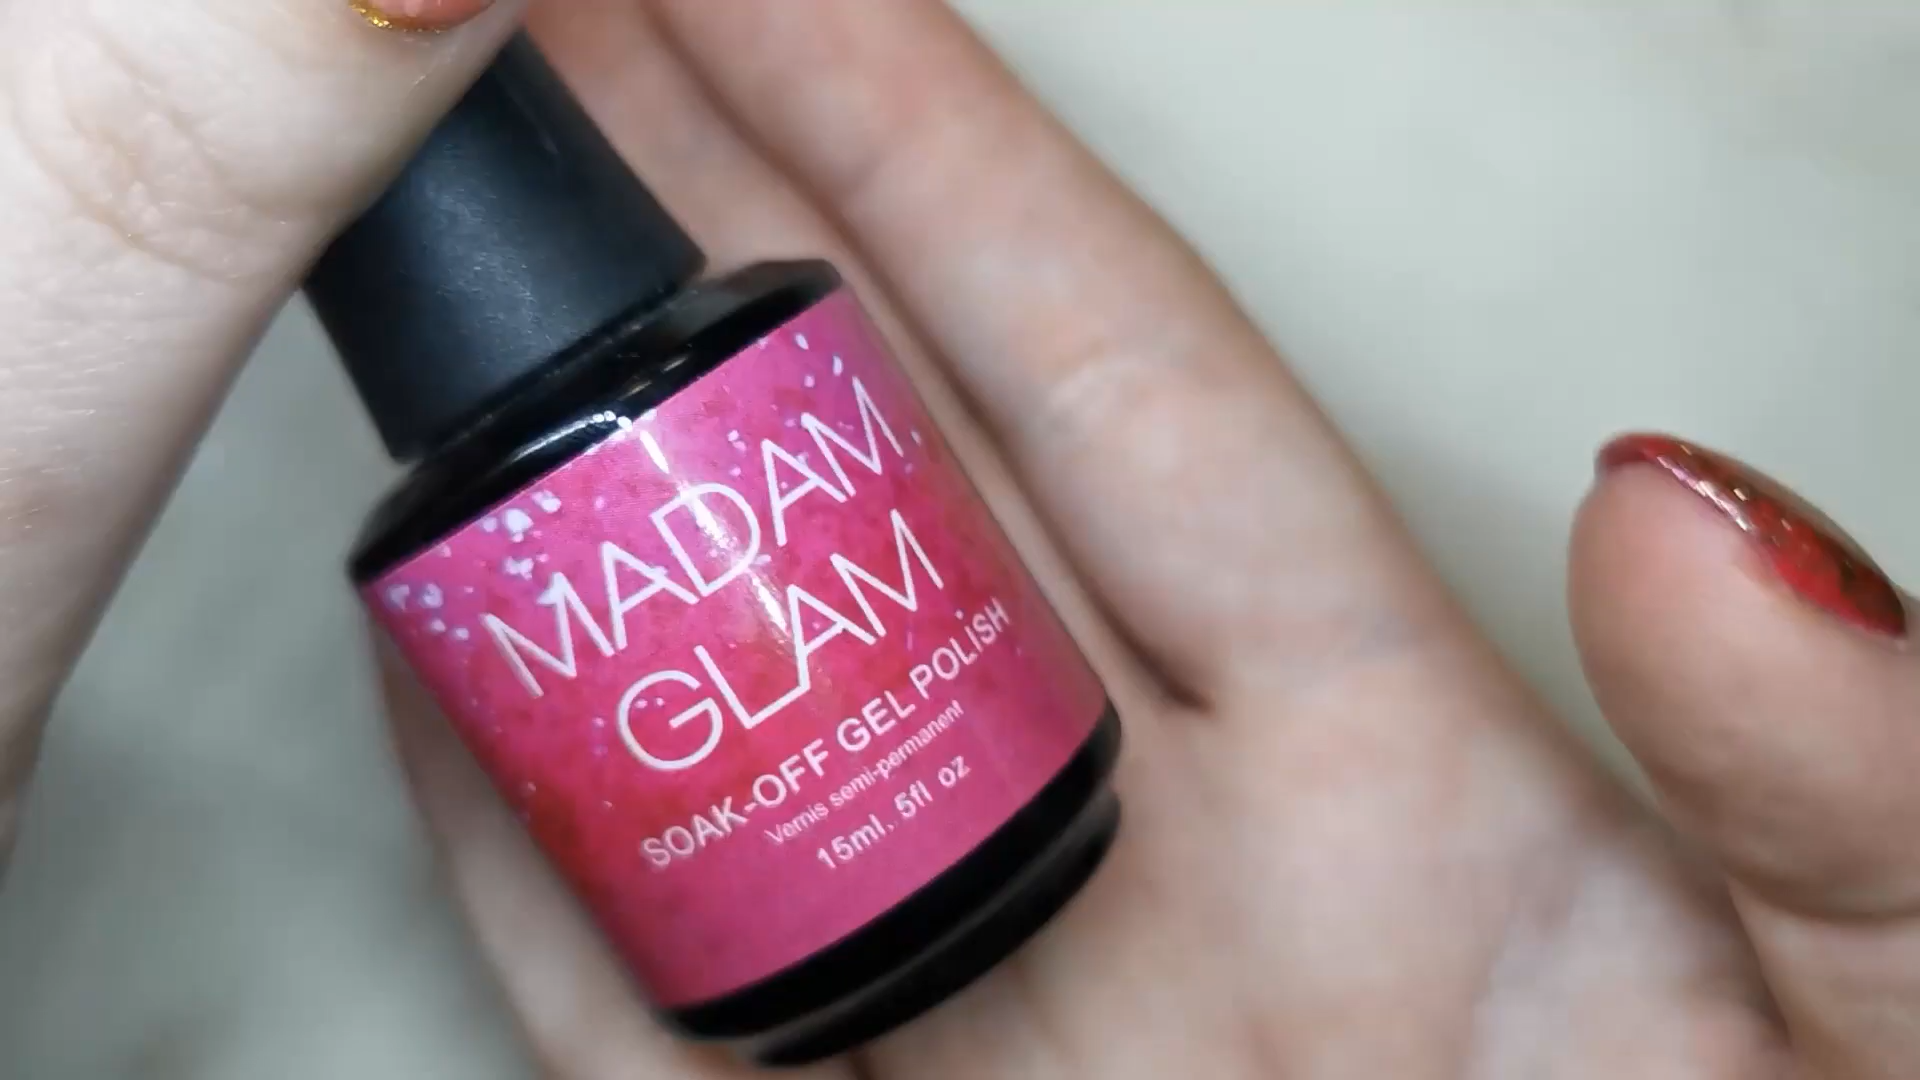 MADAM
GLAM
SOAK-OFF GEL POLISH
Vernis semi-permanent
15ml. 5fl oz